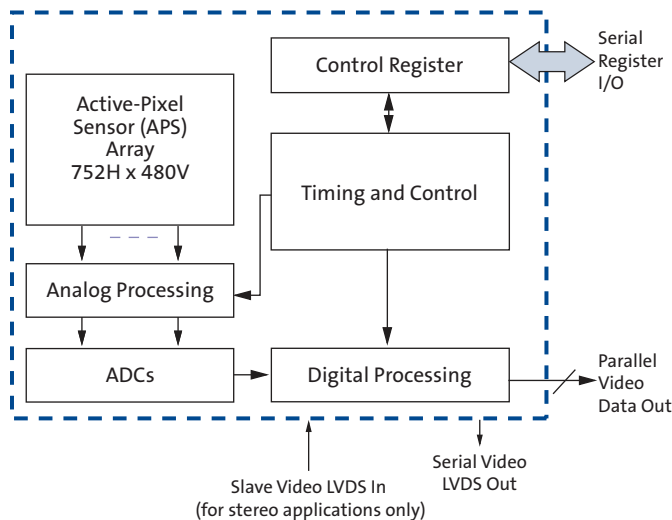 Control Register
Serial
Register
I/O
Active-Pixel
Sensor (APS)
Array
752H x 480V
Timing and Control
Analog Processing
ADCs
Digital Processing
Parallel
Video
Data Out
Slave Video LVDS In
(for stereo applications only)
Serial Video
LVDS Out